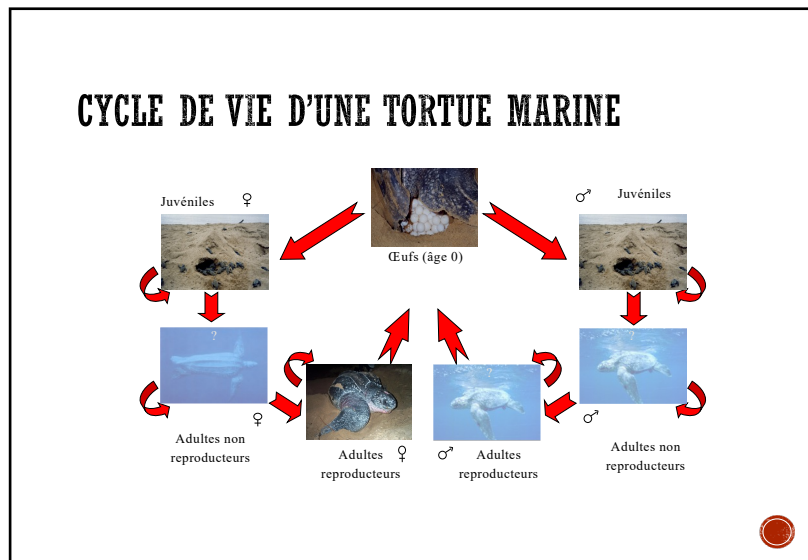 CYCLE DE VIE D'UNE TORTUE MARINE
Juvéniles ♀
♂ Juvéniles
Œufs (âge 0)
?
?
?
♀
Adultes non
reproducteurs
Adultes ♀
reproducteurs
♂ Adultes
reproducteurs
♂
Adultes non
reproducteurs